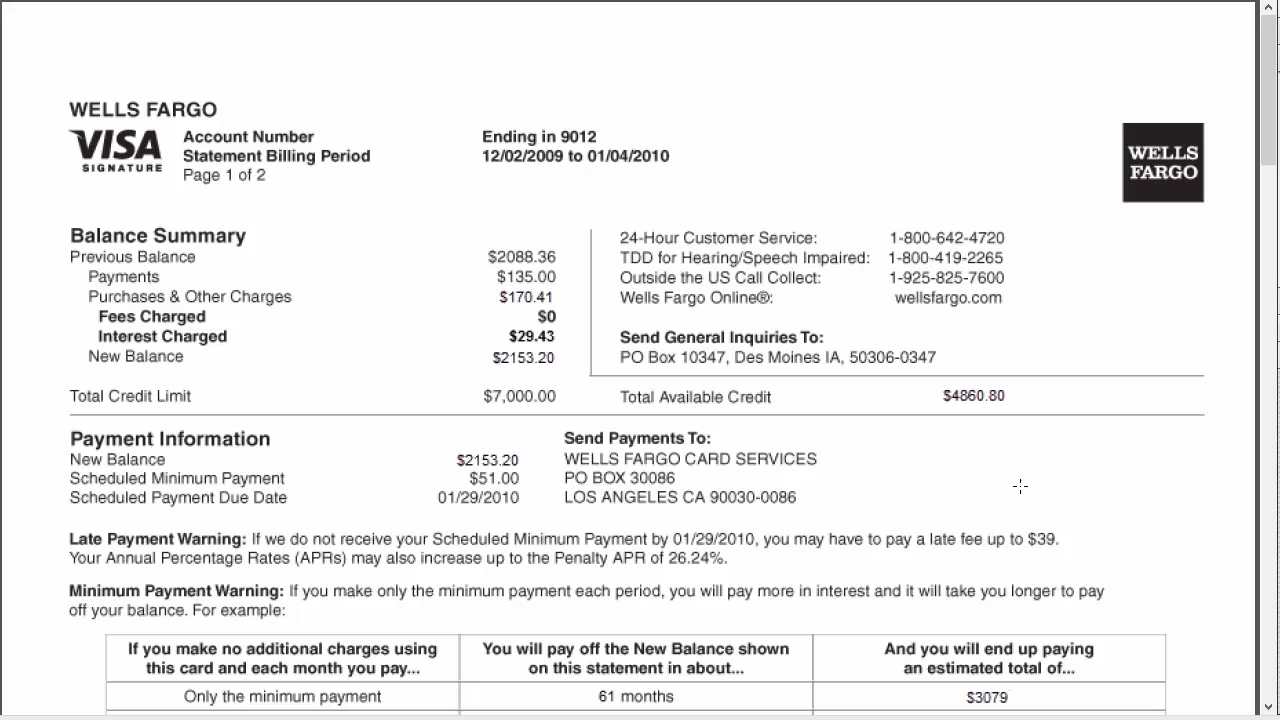 WELLS FARGO
VISA
SIGNATURE
Account Number Ending in 9012
Statement Billing Period 12/02/2009 to 01/04/2010
Page 1 of 2
WELLS
FARGO
Balance Summary
Previous Balance $2088.36
Payments $135.00
Purchases & Other Charges $170.41
Fees Charged $0
Interest Charged $29.43
New Balance $2153.20
24-Hour Customer Service: 1-800-642-4720
TDD for Hearing/Speech Impaired: 1-800-419-2265
Outside the US Call Collect: 1-925-825-7600
Wells Fargo Online®: wellsfargo.com
Send General Inquiries To:
PO Box 10347, Des Moines IA, 50306-0347
Total Credit Limit $7,000.00 Total Available Credit $4860.80
Payment Information
New Balance $2153.20
Scheduled Minimum Payment $51.00
Scheduled Payment Due Date 01/29/2010
Send Payments To:
WELLS FARGO CARD SERVICES
PO BOX 30086
LOS ANGELES CA 90030-0086
Late Payment Warning: If we do not receive your Scheduled Minimum Payment by 01/29/2010, you may have to pay a late fee up to $39.
Your Annual Percentage Rates (APRs) may also increase up to the Penalty APR of 26.24%.
Minimum Payment Warning: If you make only the minimum payment each period, you will pay more in interest and it will take you longer to pay
off your balance. For example:
If you make no additional charges using
this card and each month you pay...
You will pay off the New Balance shown
on this statement in about...
And you will end up paying
an estimated total of...
Only the minimum payment 61 months $3079